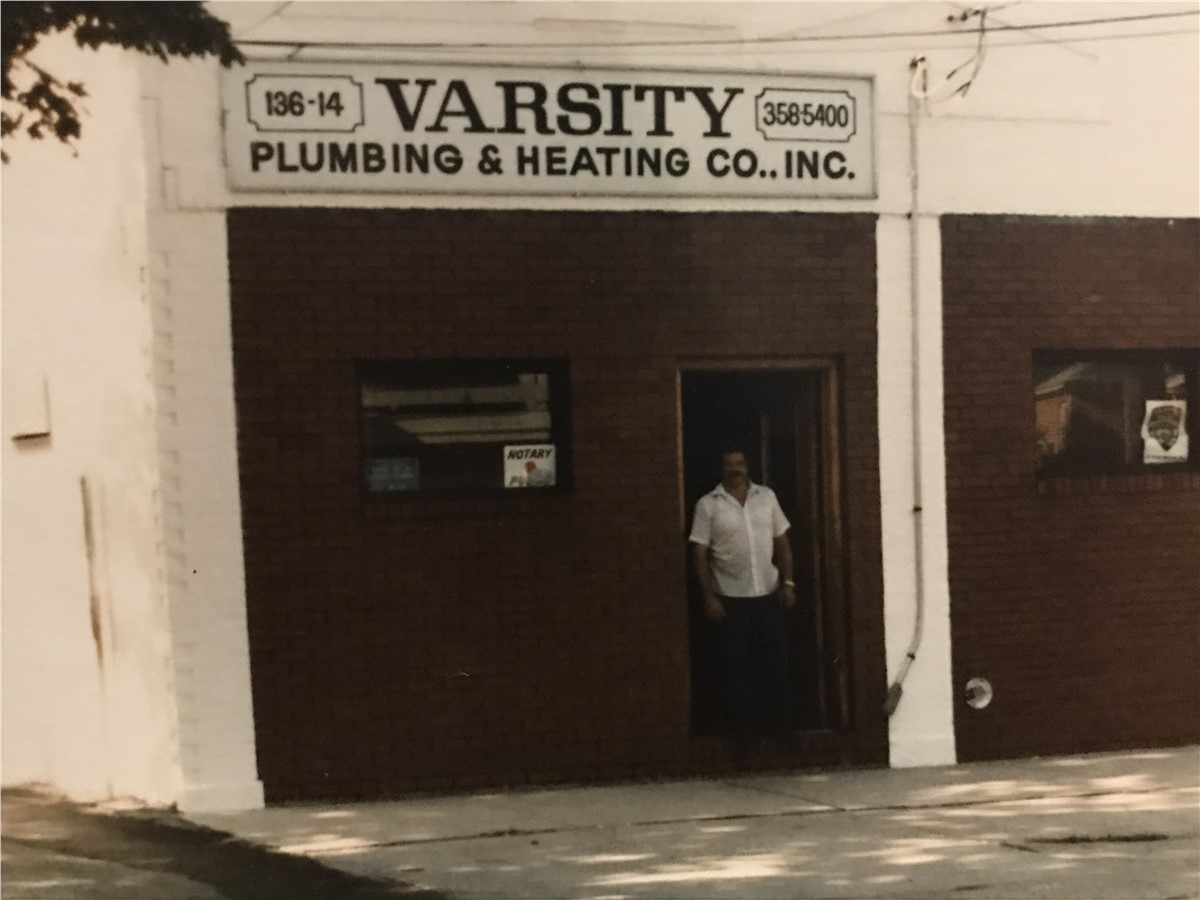 136-14 VARSITY 358-5400
PLUMBING & HEATING CO.. INC.
NOTARY